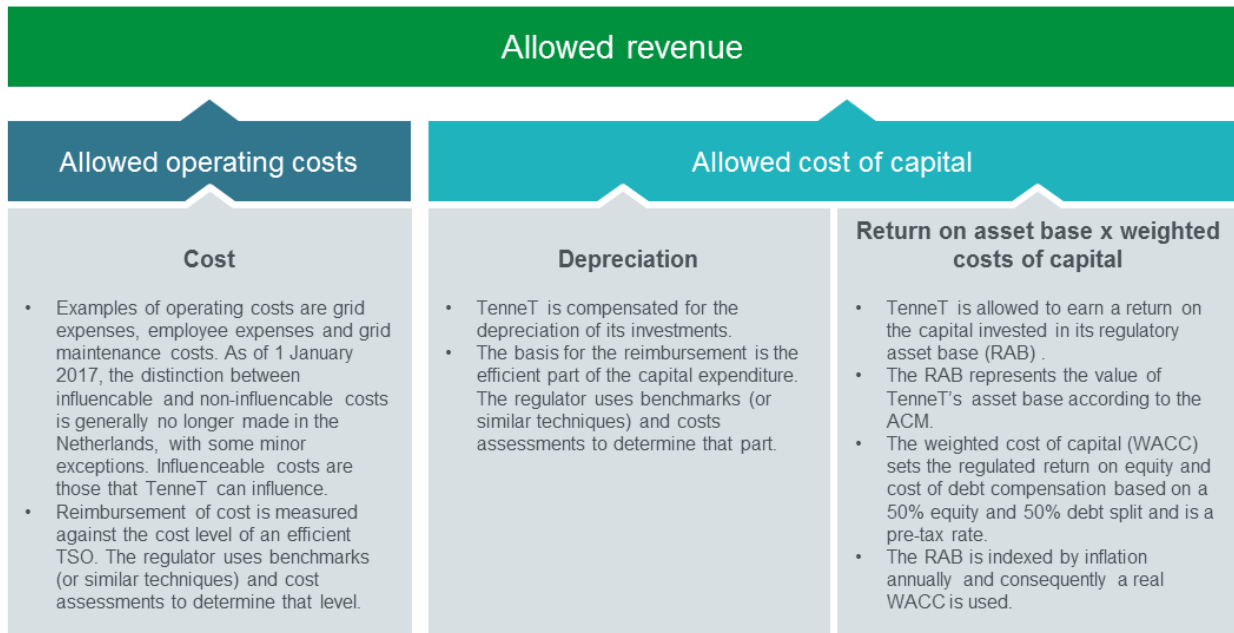 Allowed revenue
Allowed operating costs
Allowed cost of capital
Cost
• Examples of operating costs are grid
expenses, employee expenses and grid
maintenance costs. As of 1 January
2017, the distinction between
influencable and non-influencable costs
is generally no longer made in the
Netherlands, with some minor
exceptions. Influenceable costs are
those that TenneT can influence.
• Reimbursement of cost is measured
against the cost level of an efficient
TSO. The regulator uses benchmarks
(or similar techniques) and cost
assessments to determine that level.
Depreciation
• TenneT is compensated for the
depreciation of its investments.
• The basis for the reimbursement is the
efficient part of the capital expenditure.
The regulator uses benchmarks (or
similar techniques) and costs
assessments to determine that part.
Return on asset base x weighted
costs of capital
• TenneT is allowed to earn a return on
the capital invested in its regulatory
asset base (RAB) .
• The RAB represents the value of
TenneT's asset base according to the
ACM.
• The weighted cost of capital (WACC)
sets the regulated return on equity and
cost of debt compensation based on a
50% equity and 50% debt split and is a
pre-tax rate.
• The RAB is indexed by inflation
annually and consequently a real
WACC is used.